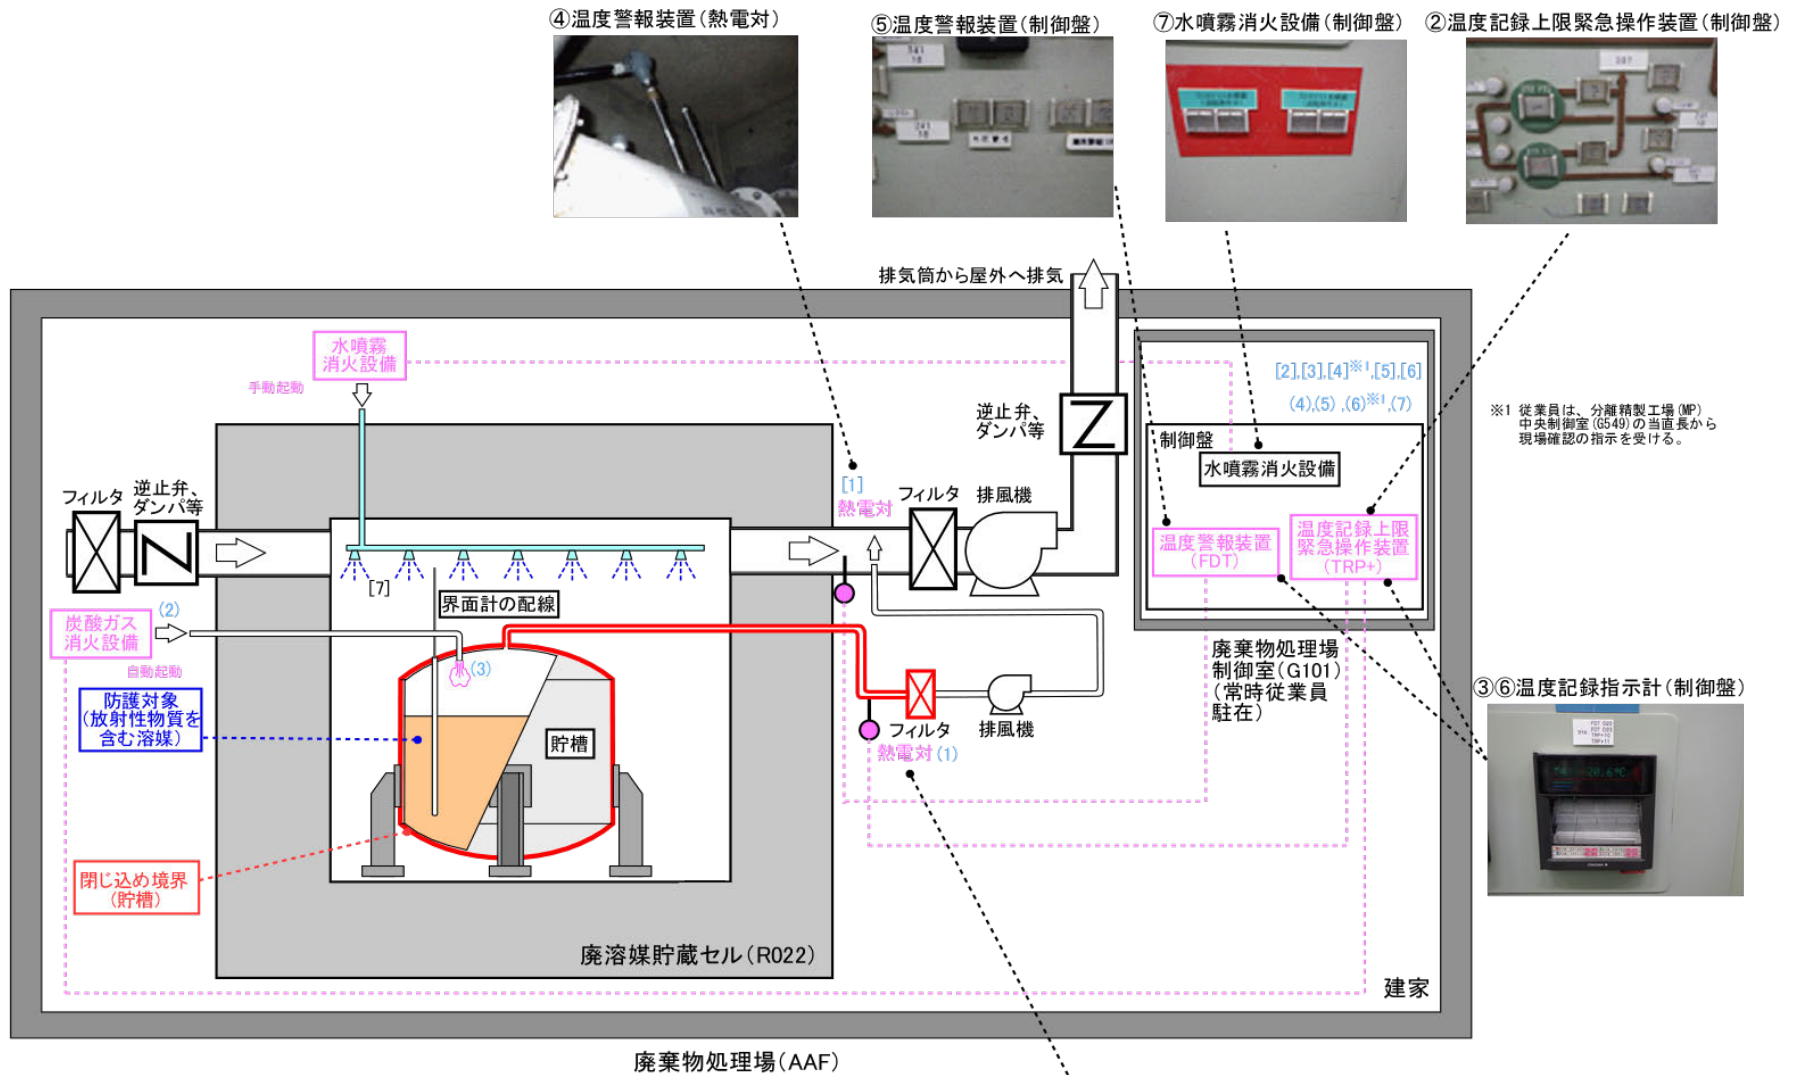 ④温度警報装置(熱電対)
⑤温度警報装置(制御盤)
⑦水噴霧消火設備(制御盤)
②温度記録上限緊急操作装置(制御盤)
排気筒から屋外へ排気
水噴霧
消火設備
手動起動
[2],[3],[4]※1,[5],[6]
(4),(5),(6)※1,(7)
※1 従業員は、分離精製工場(MP)
中央制御室(G549)の当直長から
現場確認の指示を受ける。
逆止弁、
ダンパ等
制御盤
水噴霧消火設備
フィルタ
逆止弁、
ダンパ等
[1]
熱電対
フィルタ
排風機
温度警報装置
(FDT)
温度記録上限
緊急操作装置
(TRP+)
[7]
界面計の配線
炭酸ガス
消火設備
(2)
自動起動
(3)
防護対象
(放射性物質を
含む溶媒)
貯槽
フィルタ
熱電対(1)
排風機
廃棄物処理場
制御室(G101)
(常時従業員
駐在)
③⑥温度記録指示計(制御盤)
閉じ込め境界
(貯槽)
廃溶媒貯蔵セル(R022)
建家
廃棄物処理場(AAF)